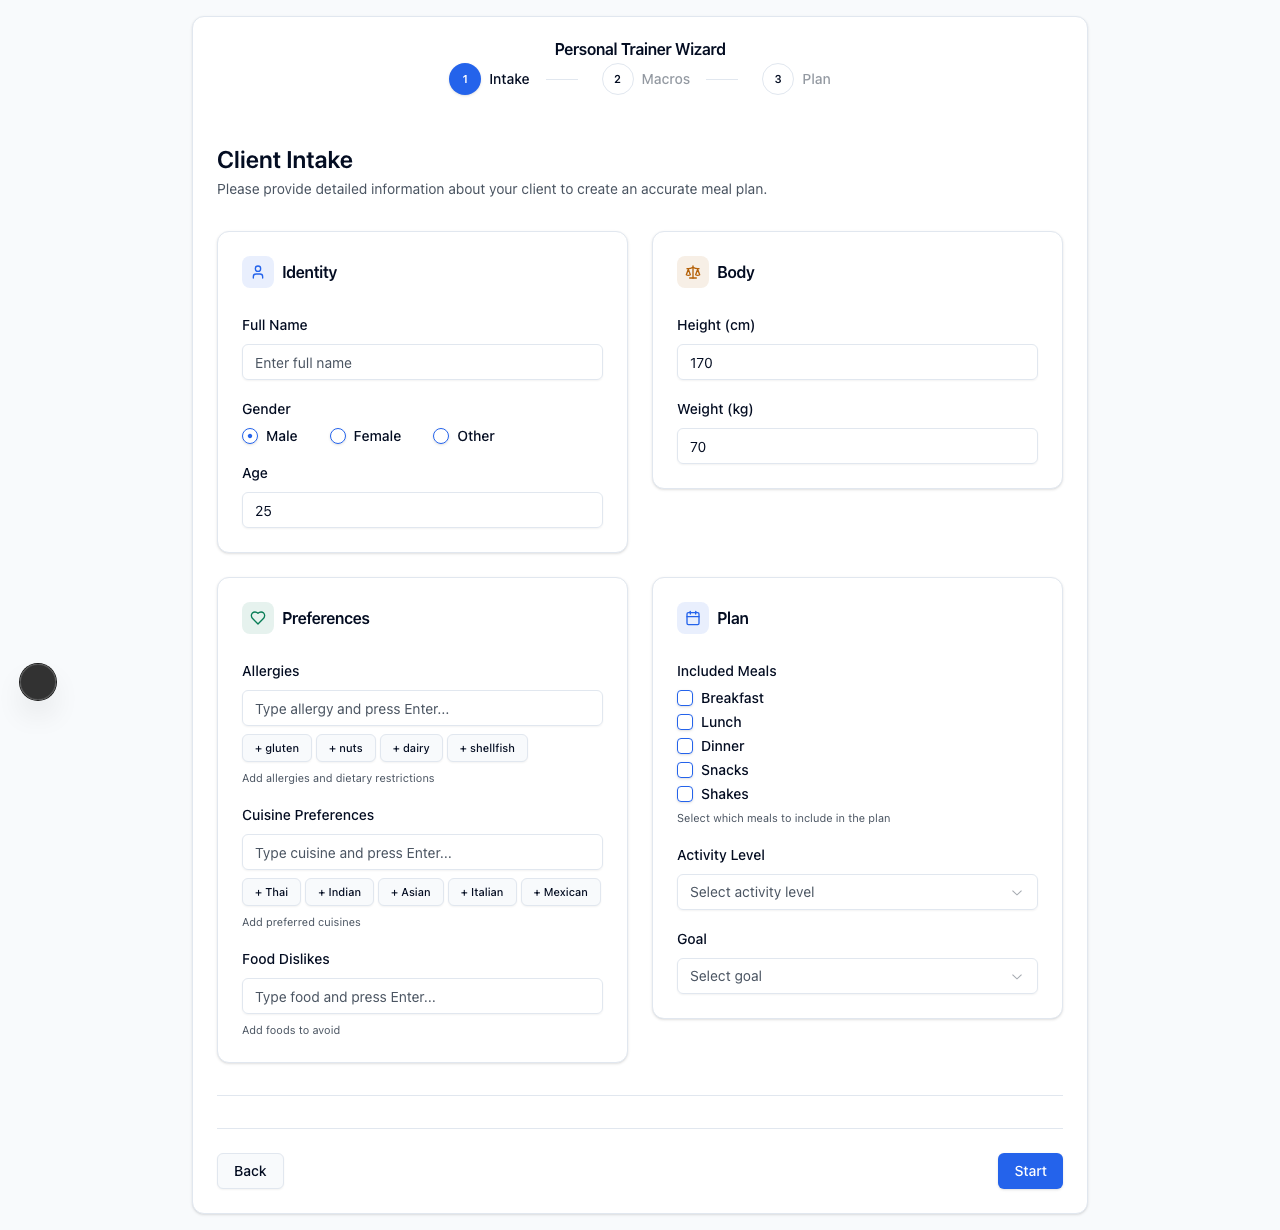 Personal Trainer Wizard
1 Intake 2 Macros 3 Plan
Client Intake
Please provide detailed information about your client to create an accurate meal plan.
Identity
Full Name
Enter full name
Gender
Male Female Other
Age
25
Body
Height (cm)
170
Weight (kg)
70
Preferences
Allergies
Type allergy and press Enter...
+ gluten + nuts + dairy + shellfish
Add allergies and dietary restrictions
Cuisine Preferences
Type cuisine and press Enter...
+ Thai + Indian + Asian + Italian + Mexican
Add preferred cuisines
Food Dislikes
Type food and press Enter...
Add foods to avoid
Plan
Included Meals
Breakfast
Lunch
Dinner
Snacks
Shakes
Select which meals to include in the plan
Activity Level
Select activity level
Goal
Select goal
Back Start